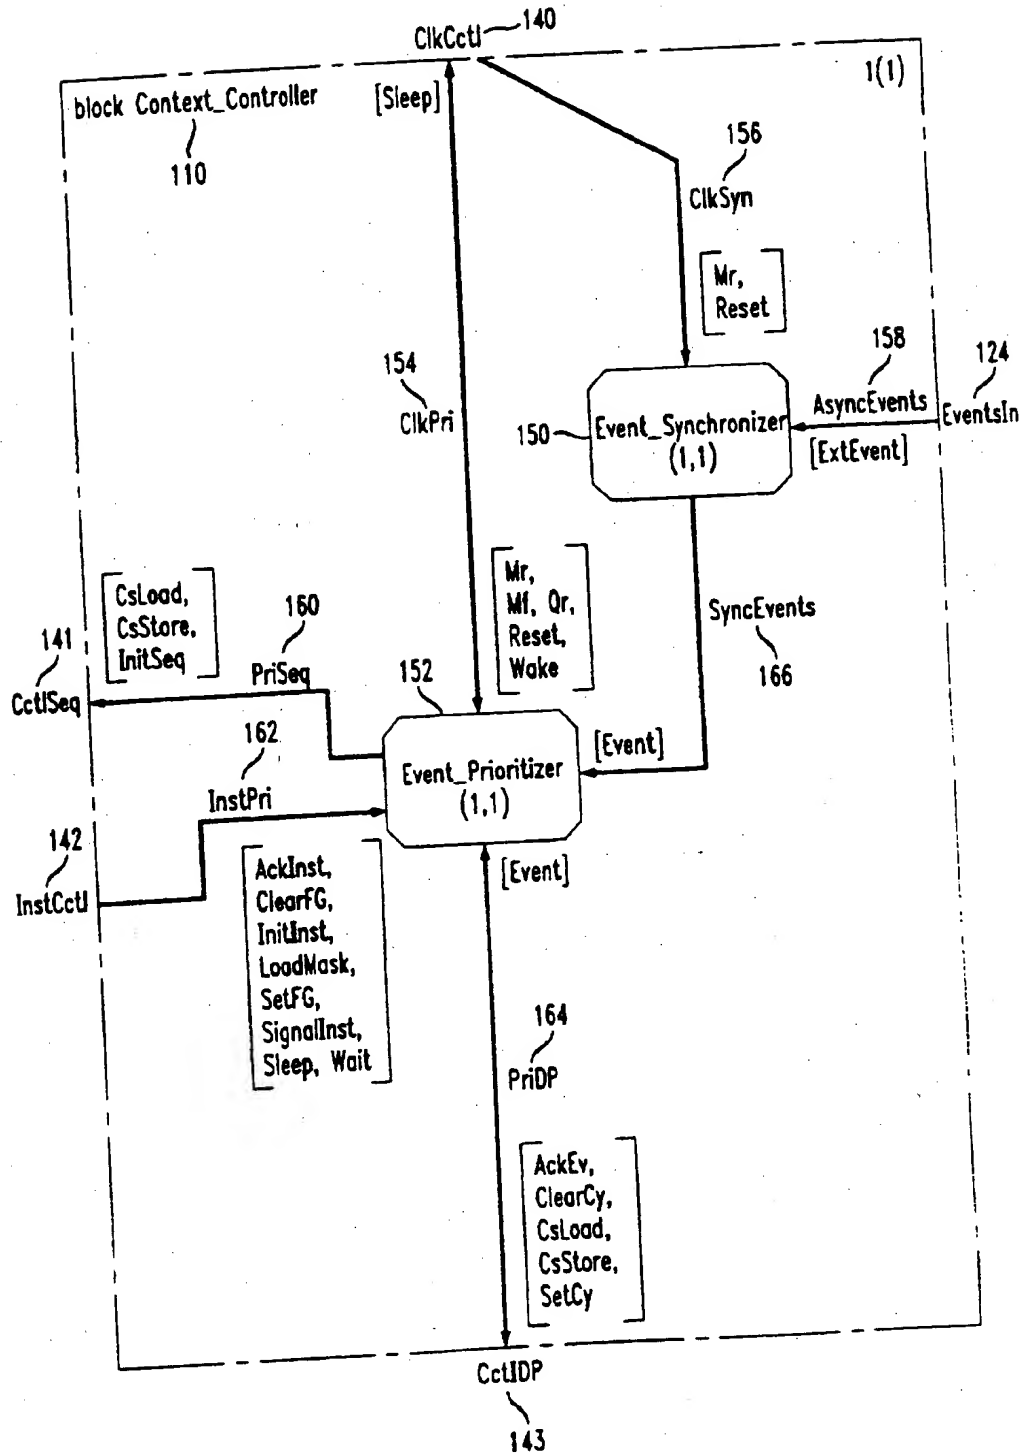 ClkCctl 140
1(1)
block Context_Controller
110
[Sleep]
156
ClkSyn
Mr,
Reset
154
ClkPri
158
124
AsyncEvents
EventsIn
[ExtEvent]
150
Event_Synchronizer
(1,1)
CsLoad,
CsStore,
InitSeq
160
141
CctlSeq
PriSeq
Mr,
Mf, Qr,
Reset,
Wake
SyncEvents
166
152
[Event]
162
InstPri
Event_Prioritizer
(1,1)
142
InstCctl
[Event]
AckInst,
ClearFG,
InitInst,
LoadMask,
SetFG,
SignalInst,
Sleep, Wait
164
PriDP
AckEv,
ClearCy,
CsLoad,
CsStore,
SetCy
CctlDP
143